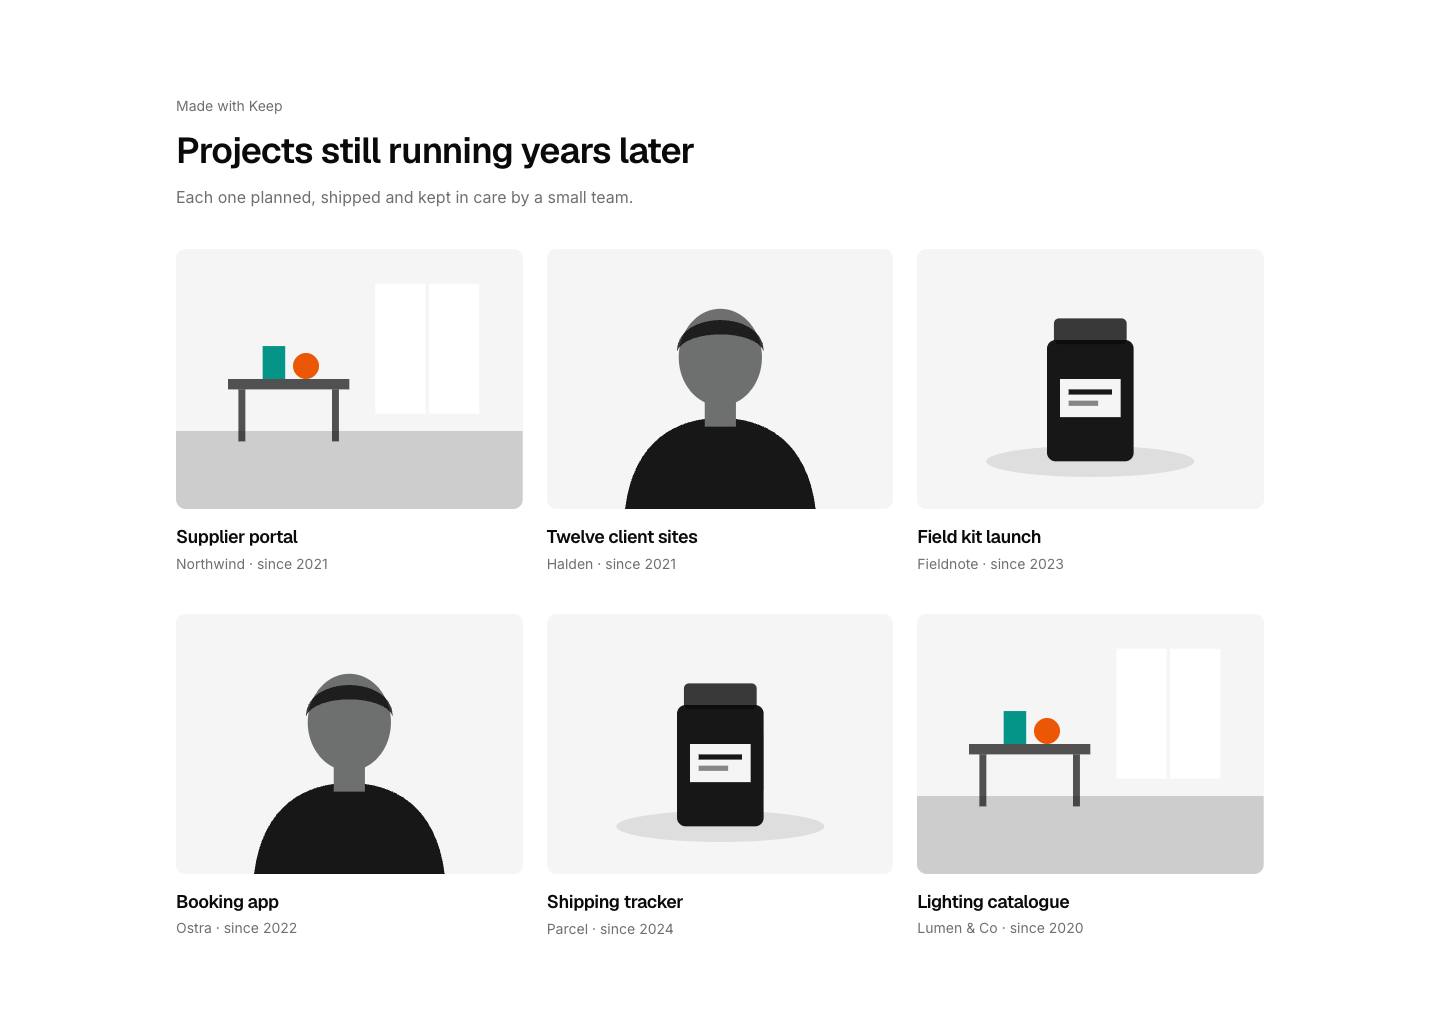 Made with Keep
Projects still running years later
Each one planned, shipped and kept in care by a small team.
Supplier portal
Northwind · since 2021
Twelve client sites
Halden · since 2021
Field kit launch
Fieldnote · since 2023
Booking app
Ostra · since 2022
Shipping tracker
Parcel · since 2024
Lighting catalogue
Lumen & Co · since 2020